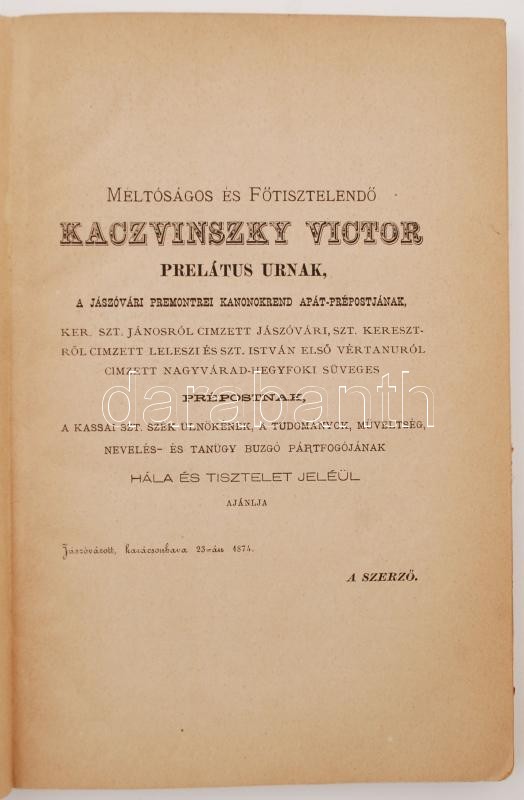 MÉLTÓSÁGOS ÉS FŐTISZTELENDŐ
KACZVINSZKY VICTOR
PRELÁTUS URNAK,
A JÁSZÓVÁRI PREMONTREI KANONOKREND APÁT-PRÉPOSTJÁNAK,
KER. SZT. JÁNOSRÓL CIMZETT JÁSZÓVÁRI, SZT. KERESZT-
RŐL CIMZETT LELESZI ÉS SZT. ISTVÁN ELSŐ VÉRTANURÓL
CIMZETT NAGYVÁRAD-HEGYFOKI SÜVEGES
PRÉPOSTNAK,
A KASSAI SZT. SZÉK ÜLNÖKÉNEK, A TUDOMÁNYOK, MŰVELTSÉG,
NEVELÉS- ÉS TANÜGY BUZGÓ PÁRTFOGÓJÁNAK
HÁLA ÉS TISZTELET JELÉÜL
AJÁNLJA
Jászóvárott, karácsonhava 23-án 1874.
A SZERZŐ.
darabanth